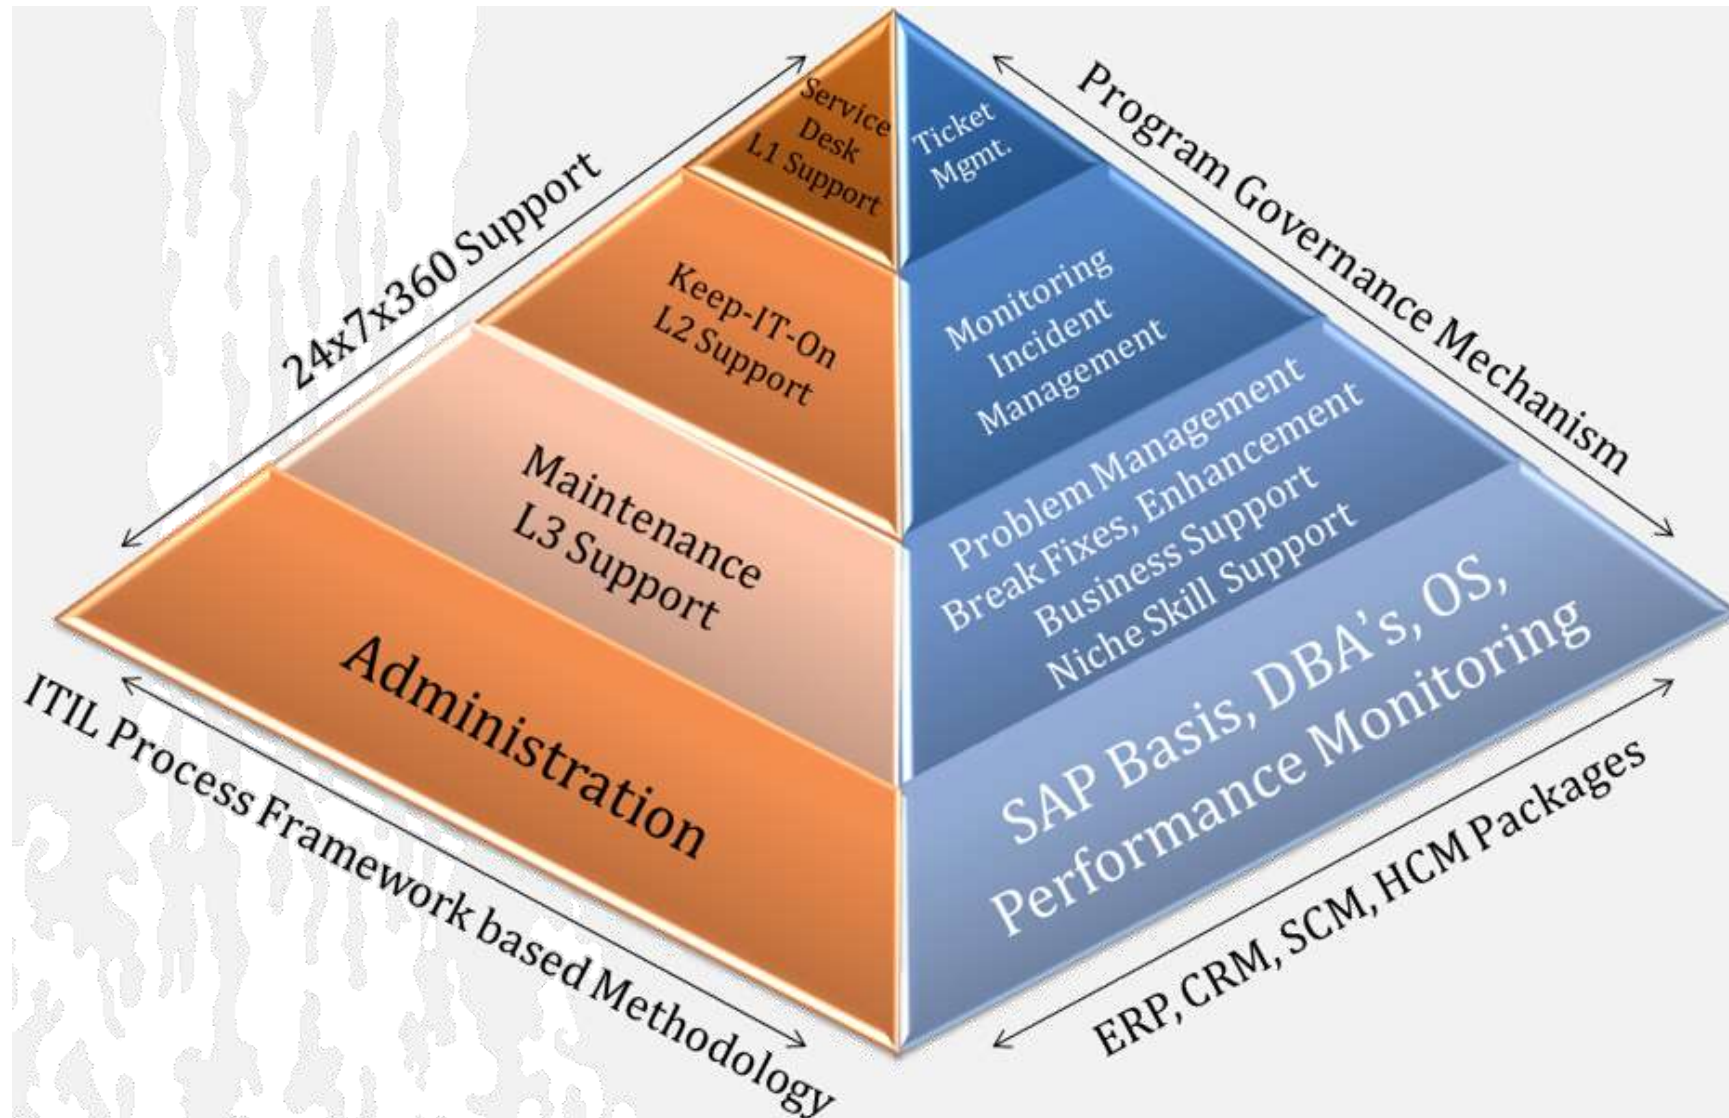 Service
Desk
L1 Support
Ticket
Mgmt.
24x7x360 Support
Program Governance Mechanism
Keep-IT-On
L2 Support
Monitoring
Incident
Management
Maintenance
L3 Support
Problem Management
Break Fixes, Enhancement
Business Support
Niche Skill Support
Administration
SAP Basis, DBA's, OS,
Performance Monitoring
ITIL Process Framework based Methodology
ERP, CRM, SCM, HCM Packages